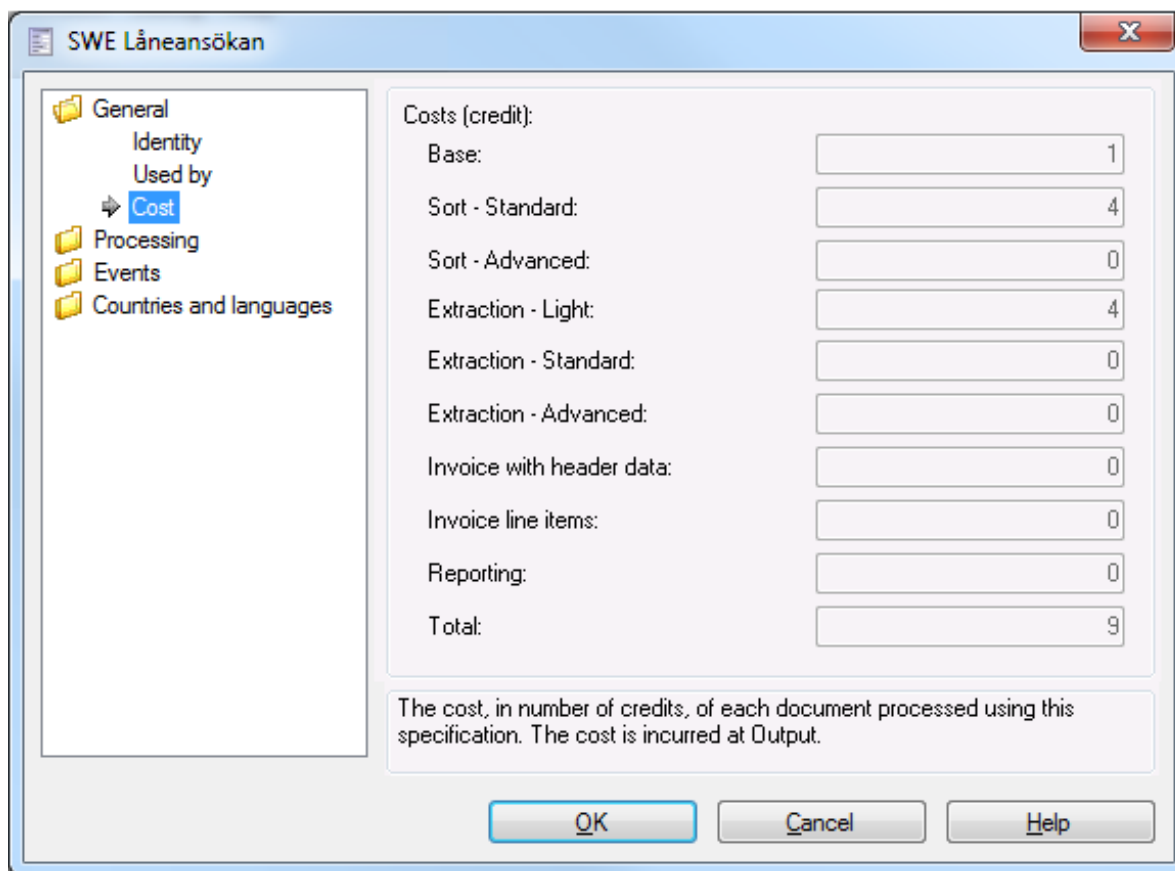 SWE Låneansökan
General
Identity
Used by
Cost
Processing
Events
Countries and languages
Costs (credit):
Base: 1
Sort - Standard: 4
Sort - Advanced: 0
Extraction - Light: 4
Extraction - Standard: 0
Extraction - Advanced: 0
Invoice with header data: 0
Invoice line items: 0
Reporting: 0
Total: 9
The cost, in number of credits, of each document processed using this
specification. The cost is incurred at Output.
OK Cancel Help